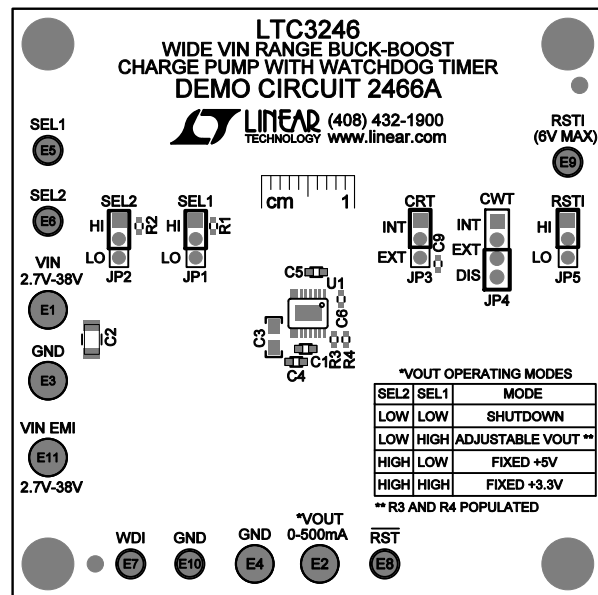 LTC3246
WIDE VIN RANGE BUCK-BOOST
CHARGE PUMP WITH WATCHDOG TIMER
DEMO CIRCUIT 2466A
LINEAR TECHNOLOGY
(408) 432-1900
www.linear.com
SEL1
E5
RSTI
(6V MAX)
E9
SEL2
E6
SEL2
HI
LO
JP2
R2
SEL1
HI
LO
JP1
R1
cm 1
CRT
INT
EXT
JP3
C9
CWT
INT
EXT
DIS
JP4
RSTI
HI
LO
JP5
VIN
2.7V-38V
E1
C2
GND
E3
C5
U1
C6
C3
C1
C4
R3
R4
VIN EMI
E11
2.7V-38V
*VOUT OPERATING MODES
SEL2 SEL1 MODE
LOW LOW SHUTDOWN
LOW HIGH ADJUSTABLE VOUT **
HIGH LOW FIXED +5V
HIGH HIGH FIXED +3.3V
** R3 AND R4 POPULATED
WDI
E7
GND
E10
GND
E4
*VOUT
0-500mA
E2
RST
E8